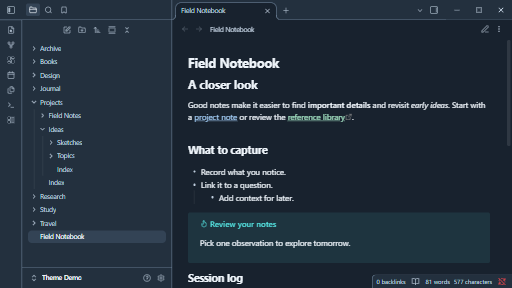 Field Notebook
Archive
Books
Design
Journal
Projects
Field Notes
Ideas
Sketches
Topics
Index
Index
Research
Study
Travel
Field Notebook
Theme Demo
Field Notebook
Field Notebook
A closer look
Good notes make it easier to find important details and revisit early ideas. Start with
a project note or review the reference library.
What to capture
Record what you notice.
Link it to a question.
Add context for later.
Review your notes
Pick one observation to explore tomorrow.
Session log
0 backlinks 81 words 577 characters